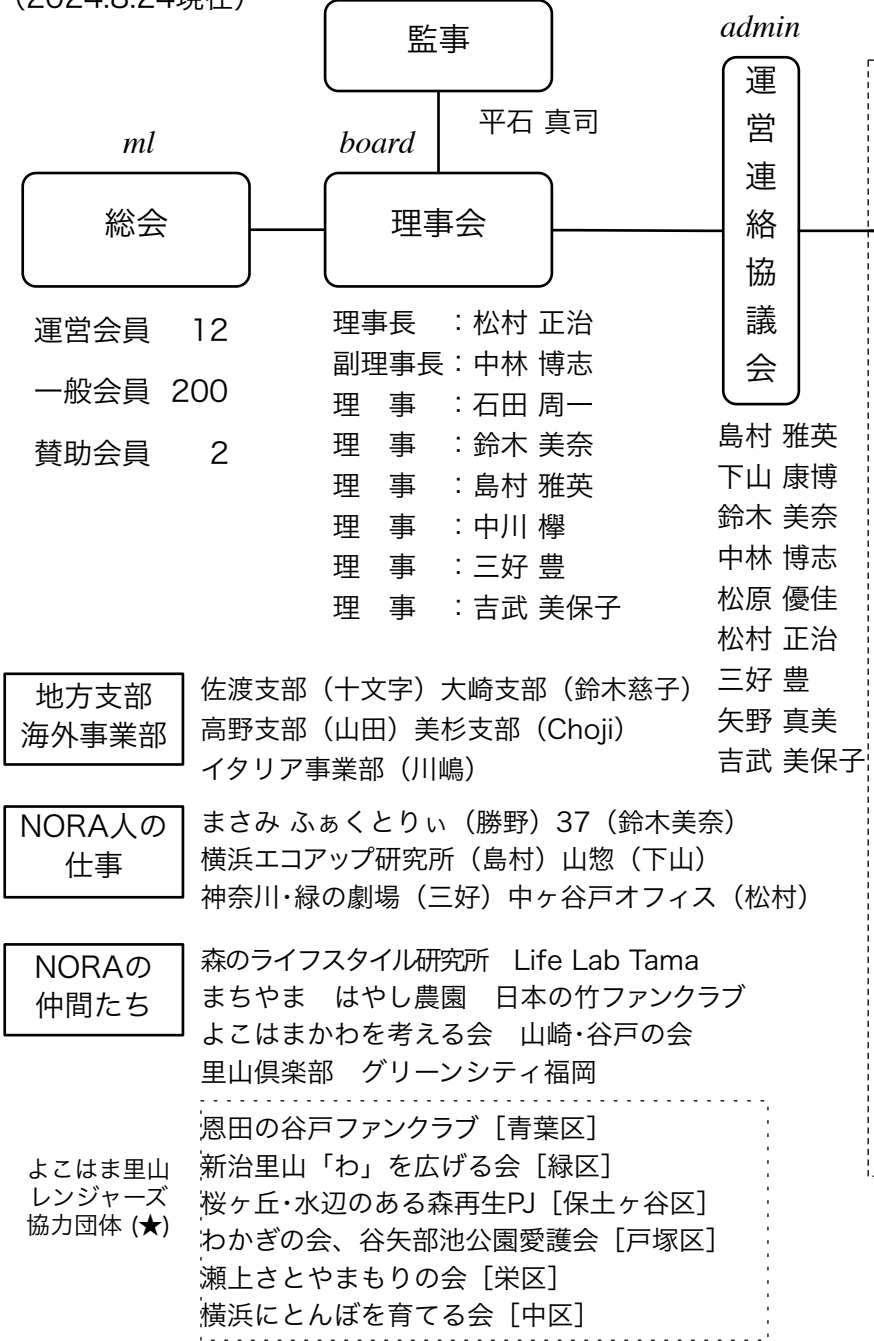 （2024.8.24現在）
監事
平石 真司
ml
総会
運営会員 12
一般会員 200
賛助会員 2
board
理事会
理事長 ：松村 正治
副理事長：中林 博志
理　事 ：石田 周一
理　事 ：鈴木 美奈
理　事 ：島村 雅英
理　事 ：中川 欅
理　事 ：三好 豊
理　事 ：吉武 美保子
admin
運営連絡協議会
島村 雅英
下山 康博
鈴木 美奈
中林 博志
松原 優佳
松村 正治
三好 豊
矢野 真美
吉武 美保子
地方支部
海外事業部
佐渡支部（十文字）大崎支部（鈴木慈子）
高野支部（山田）美杉支部（Choji）
イタリア事業部（川嶋）
NORA人の
仕事
まさみ ふぁくとりぃ（勝野）37（鈴木美奈）
横浜エコアップ研究所（島村）山惣（下山）
神奈川･緑の劇場（三好）中ヶ谷戸オフィス（松村）
NORAの
仲間たち
森のライフスタイル研究所　Life Lab Tama
まちやま　はやし農園　日本の竹ファンクラブ
よこはまかわを考える会　山崎･谷戸の会
里山倶楽部　グリーンシティ福岡
よこはま里山
レンジャーズ
協力団体 (★)
恩田の谷戸ファンクラブ［青葉区］
新治里山「わ」を広げる会［緑区］
桜ヶ丘･水辺のある森再生PJ［保土ヶ谷区］
わかぎの会、谷矢部池公園愛護会［戸塚区］
瀬上さとやまもりの会［栄区］
横浜にとんぼを育てる会［中区］